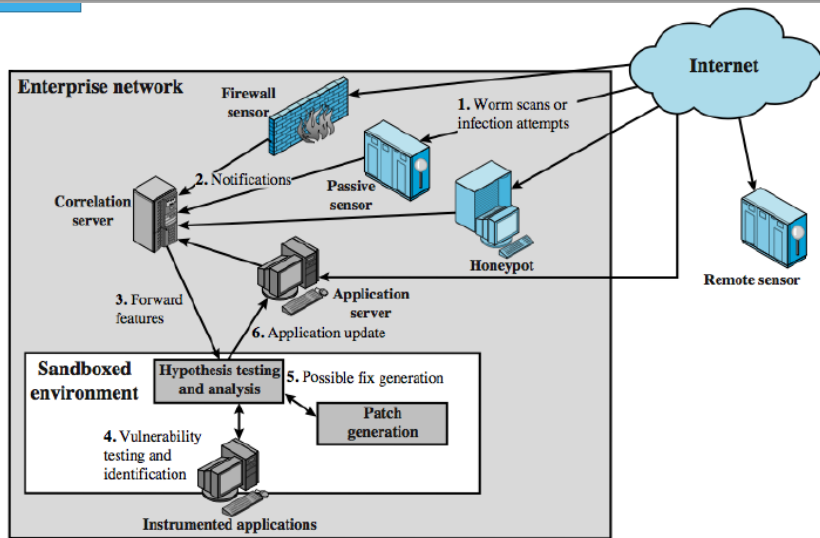 Internet
Enterprise network
Firewall
sensor
1. Worm scans or
infection attempts
2. Notifications
Passive
sensor
Correlation
server
Honeypot
Remote sensor
3. Forward
features
Application
server
6. Application update
Sandboxed
environment
Hypothesis testing
and analysis
5. Possible fix generation
Patch
generation
4. Vulnerability
testing and
identification
Instrumented applications